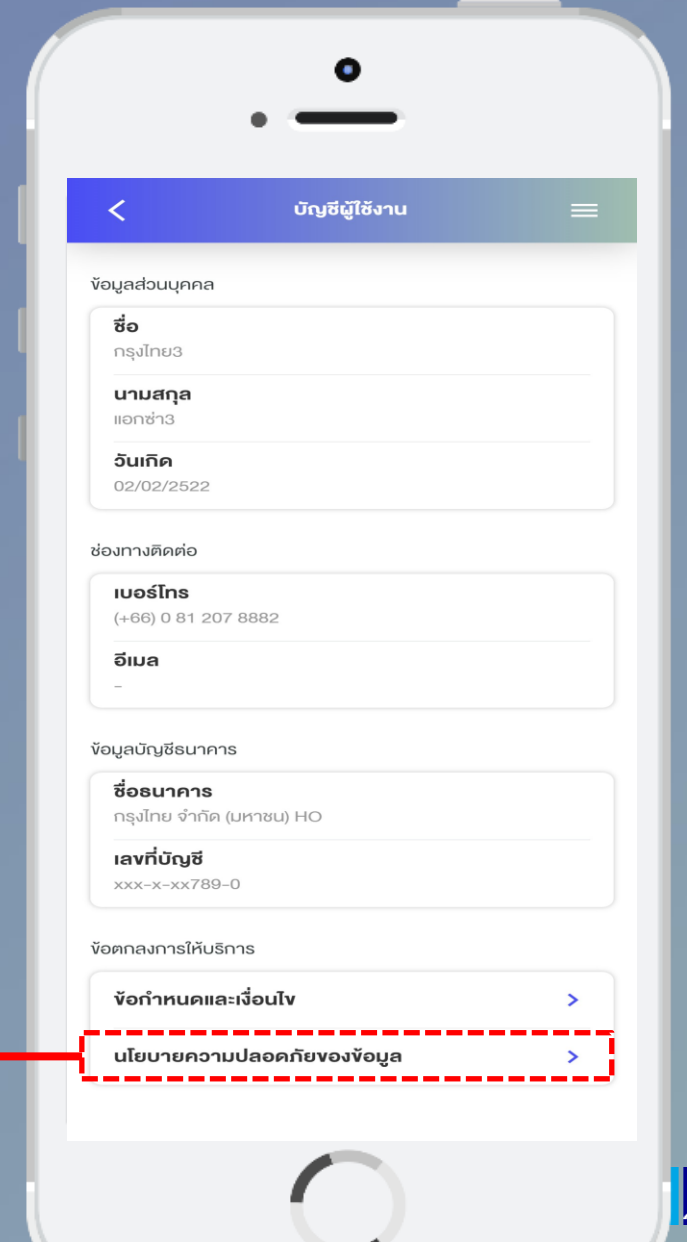 บัญชีผู้ใช้งาน
ข้อมูลส่วนบุคคล
ชื่อ
กรุงไทย3
นามสกุล
แอกซ่า3
วันเกิด
02/02/2522
ช่องทางติดต่อ
เบอร์โทร
(+66) 0 81 207 8882
อีเมล
-
ข้อมูลบัญชีธนาคาร
ชื่อธนาคาร
กรุงไทย จำกัด (มหาชน) HO
เลขที่บัญชี
xxx-x-xx789-0
ข้อตกลงการให้บริการ
ข้อกำหนดและเงื่อนไข
นโยบายความปลอดภัยของข้อมูล